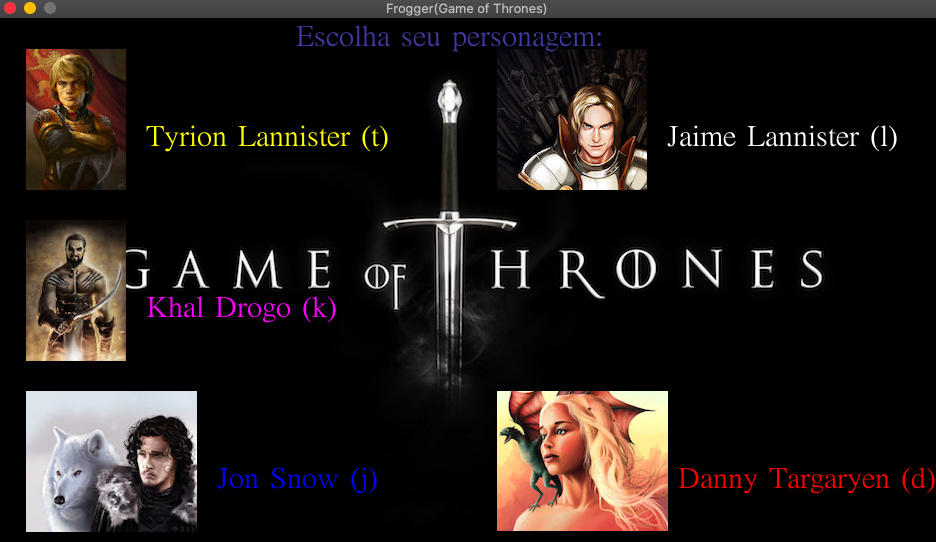 Frogger(Game of Thrones)
Escolha seu personagem:
Tyrion Lannister (t)
Jaime Lannister (l)
GAME OF THRONES
Khal Drogo (k)
Jon Snow (j)
Danny Targaryen (d)